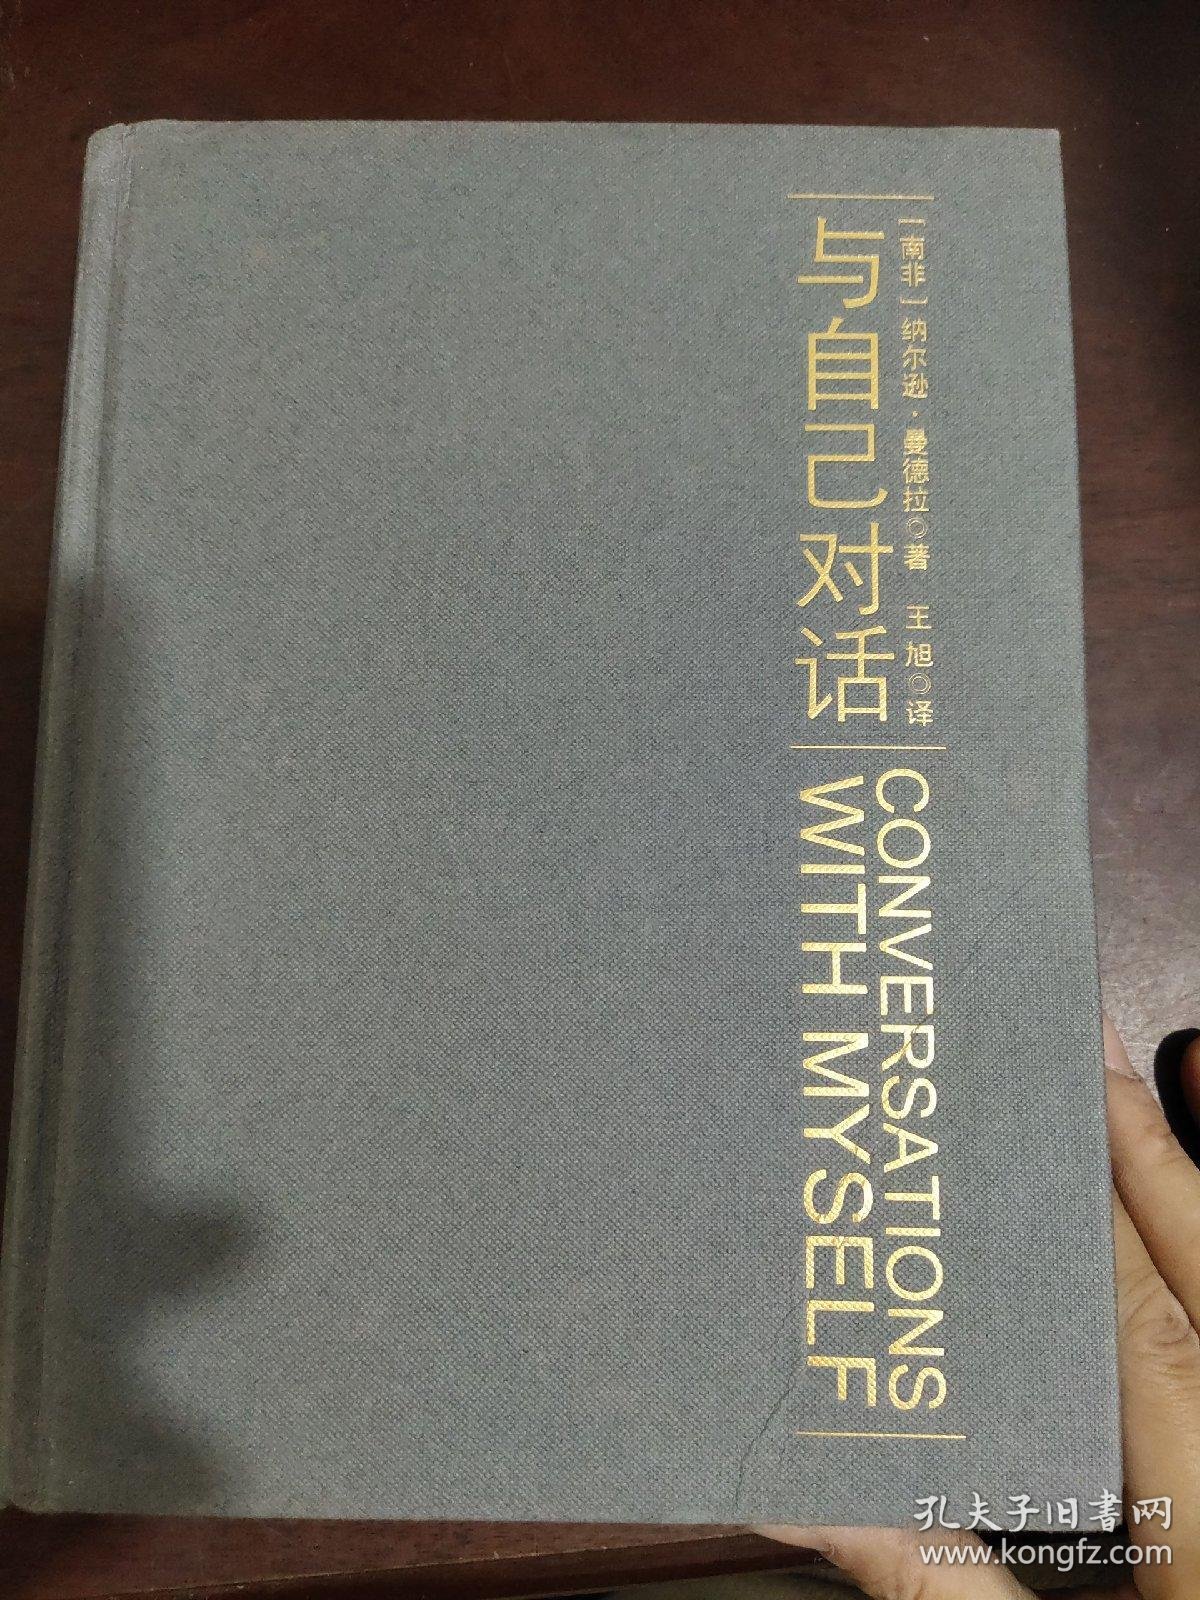 [南非]纳尔逊·曼德拉◎著 王旭◎译
与自己对话
CONVERSATIONS
WITH MYSELF
孔夫子旧書网
www.kongfz.com